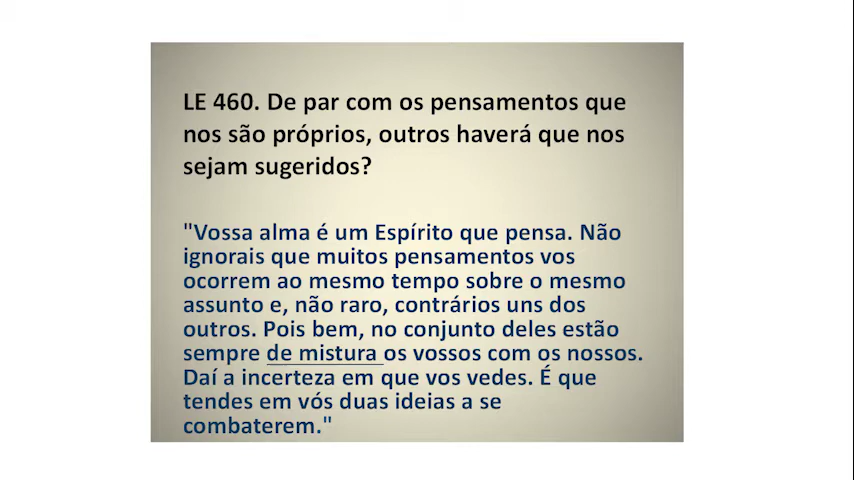 LE 460. De par com os pensamentos que
nos são próprios, outros haverá que nos
sejam sugeridos?
"Vossa alma é um Espírito que pensa. Não
ignorais que muitos pensamentos vos
ocorrem ao mesmo tempo sobre o mesmo
assunto e, não raro, contrários uns dos
outros. Pois bem, no conjunto deles estão
sempre de mistura os vossos com os nossos.
Daí a incerteza em que vos vedes. É que
tendes em vós duas ideias a se
combaterem."